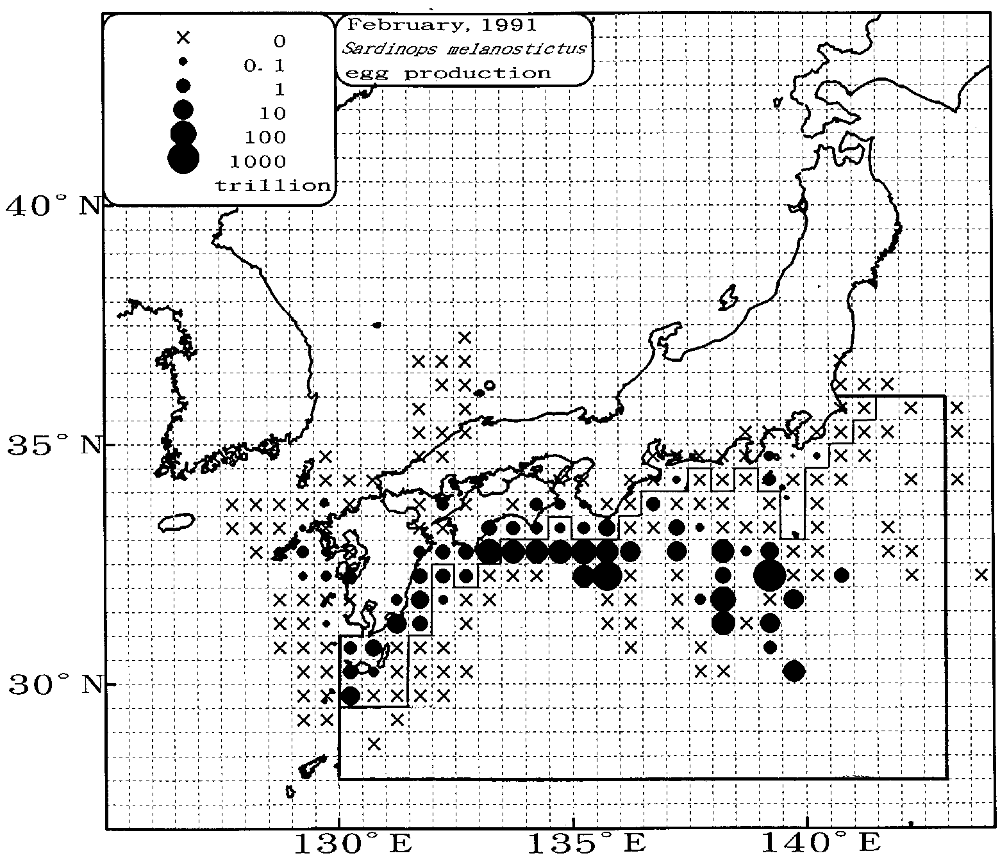 × 0
0.1
1
10
100
1000
trillion
February, 1991
Sardinops melanostictus
egg production
40°N
35°N
30°N
130°E 135°E 140°E